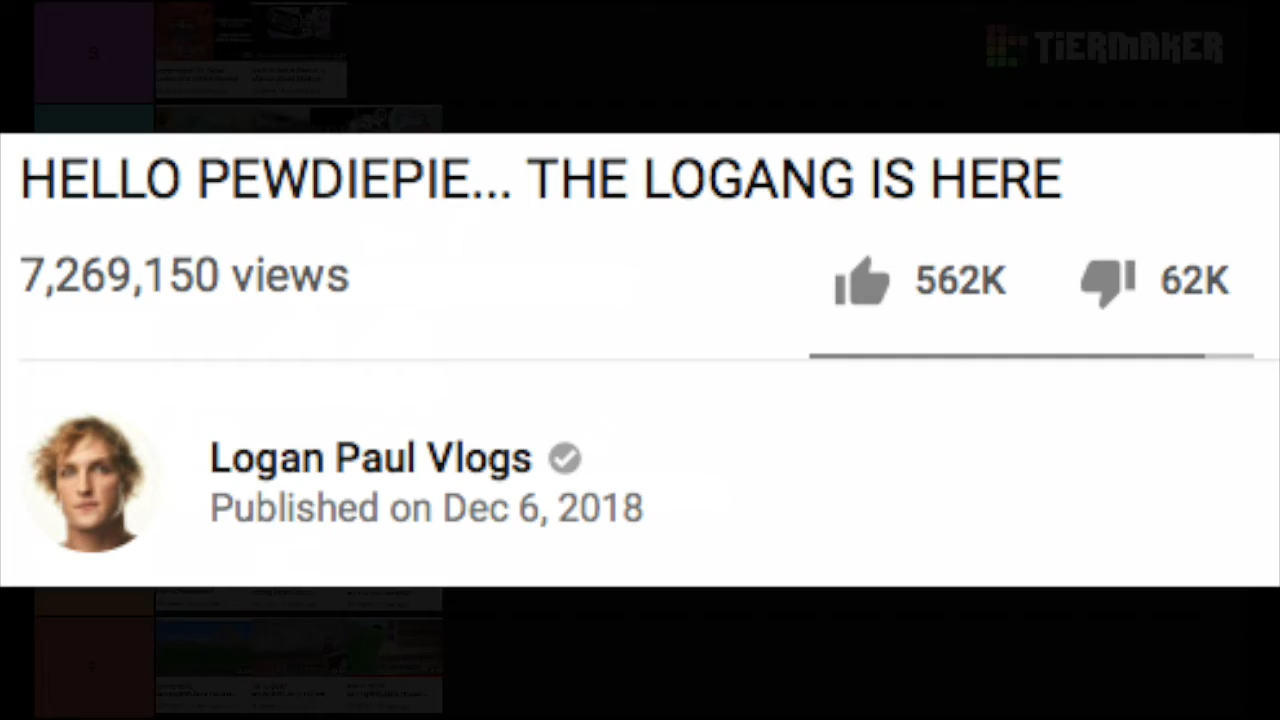 TiERMAKER
HELLO PEWDIEPIE... THE LOGANG IS HERE
7,269,150 views
562K
62K
Logan Paul Vlogs
Published on Dec 6, 2018